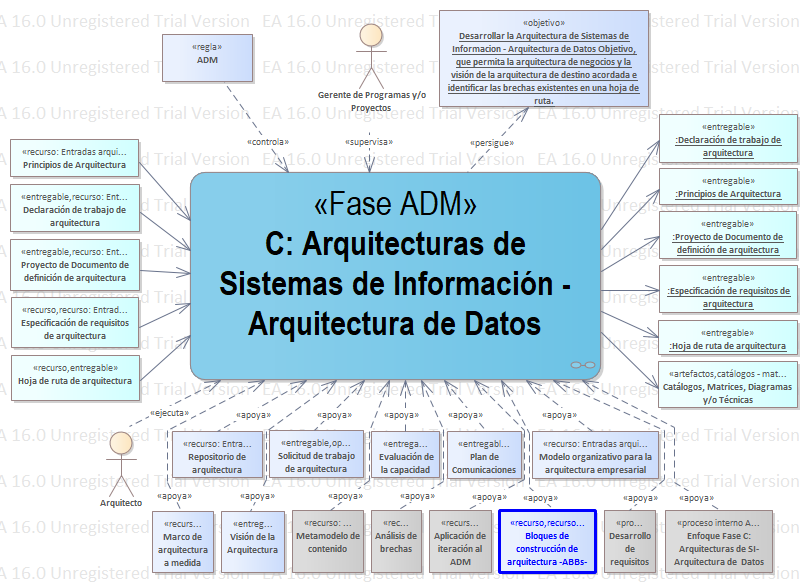 EA 16.0 Unregistered Trial Version
«regla»
ADM
Gerente de Programas y/o
Proyectos
«objetivo»
Desarrollar la Arquitectura de Sistemas de
Informacion - Arquitectura de Datos Objetivo,
que permita la arquitectura de negocios y la
visión de la arquitectura de destino acordada e
identificar las brechas existentes en una hoja de
ruta.
«controla»
«supervisa»
«persigue»
«recurso: Entradas arqui...
Principios de Arquitectura
«entregable,recurso: Ent...
Declaración de trabajo de
arquitectura
«entregable,recurso: Ent...
Proyecto de Documento de
definición de arquitectura
«recurso,recurso: Entrad...
Especificación de requisitos
de arquitectura
«recurso,entregable»
Hoja de ruta de arquitectura
«Fase ADM»
C: Arquitecturas de
Sistemas de Información -
Arquitectura de Datos
«entregable»
:Declaración de trabajo de
arquitectura
«entregable»
:Principios de Arquitectura
«entregable»
:Proyecto de Documento de
definición de arquitectura
«entregable»
:Especificación de requisitos de
arquitectura
«entregable»
:Hoja de ruta de arquitectura
«artefactos,catálogos - mat...
Catálogos, Matrices, Diagramas
y/o Técnicas
«ejecuta»
«apoya»
«apoya»
«apoya»
«apoya»
«apoya»
Arquitecto
«recurso: Entra...
Repositorio de
arquitectura
«entregable,op...
Solicitud de trabajo
de arquitectura
«entrega...
Evaluación de
la capacidad
«entregabl...
Plan de
Comunicaciones
«recurso: Entradas arqui...
Modelo organizativo para la
arquitectura empresarial
«apoya»
«apoya»
«apoya»
«apoya»
«apoya»
«apoya»
«apoya»
«apoya»
«recurs...
Marco de
arquitectura
a medida
«entreg...
Visión de la
Arquitectura
«recurso: ...
Metamodelo de
contenido
«rec...
Análisis de
brechas
«recurs...
Aplicación de
iteración al
ADM
«recurso,recurso...
Bloques de
construcción de
arquitectura -ABBs-
«pro...
Desarrollo
de
requisitos
«proceso interno A...
Enfoque Fase C:
Arquitecturas de SI-
Arquitectura de Datos